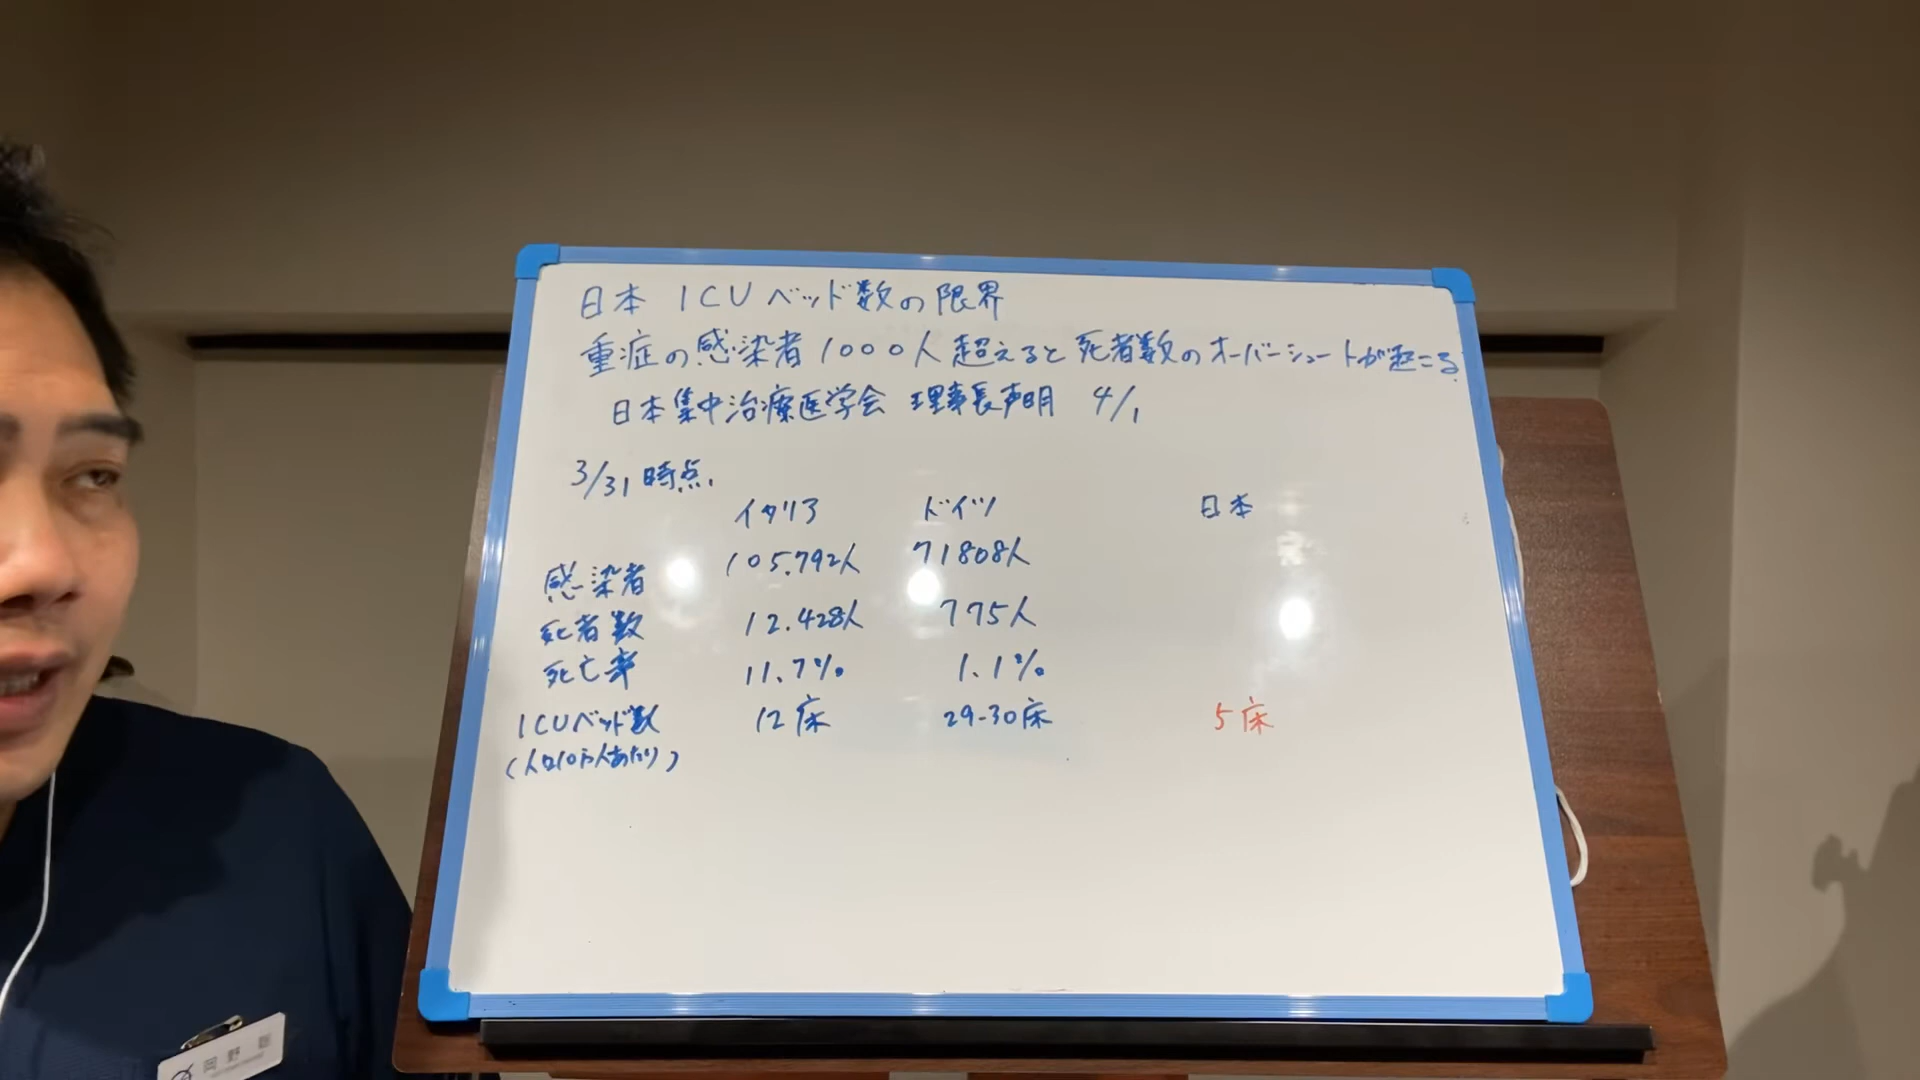 日本 ICU ベッド数の限界
重症の感染者1000人超えると死者数のオーバーシュートが起こる.
日本集中治療医学会 理事長声明 4/1
3/31時点.
イタリア ドイツ 日本
感染者 105,792人 71808人
死者数 12,428人 775人
死亡率 11.7% 1.1%
ICUベッド数 12床 29-30床 5床
(人口10万人あたり)
岡野